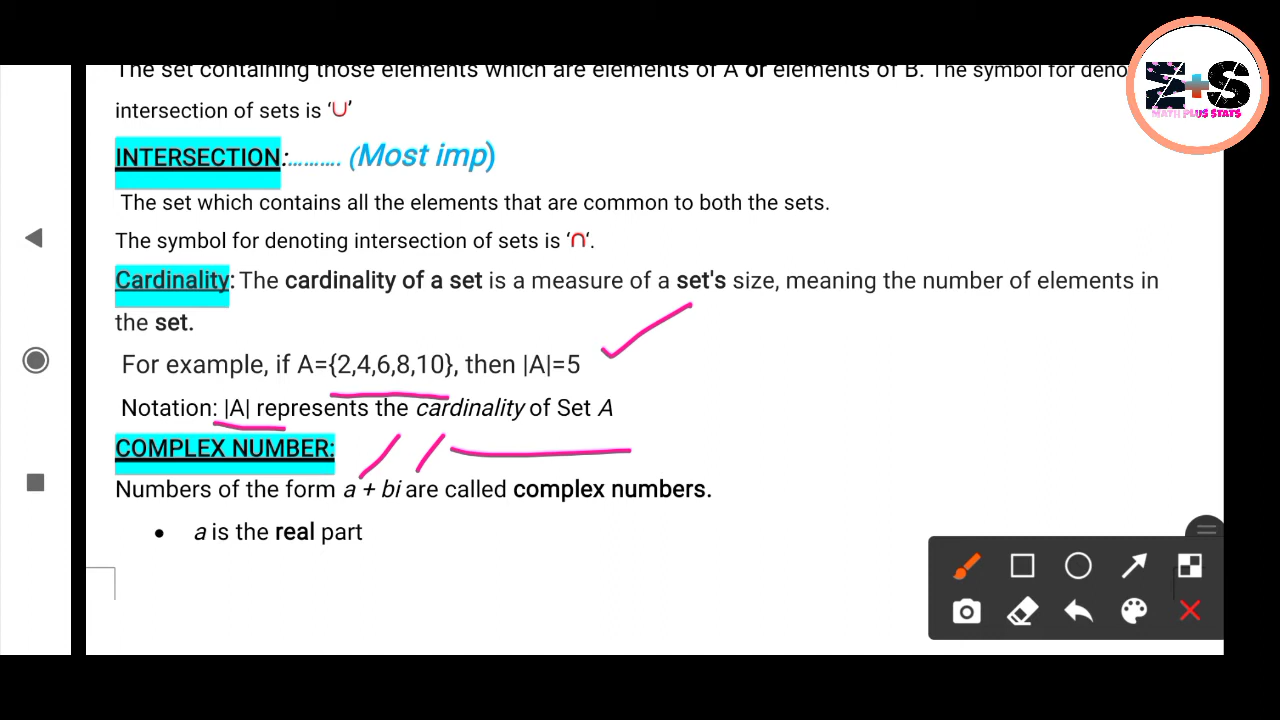 The set containing those elements which are elements of A or elements of B. The symbol for deno
intersection of sets is ‘∪’
INTERSECTION:.......... (Most imp)
The set which contains all the elements that are common to both the sets.
The symbol for denoting intersection of sets is ‘∩‘.
Cardinality: The cardinality of a set is a measure of a set's size, meaning the number of elements in
the set.
For example, if A={2,4,6,8,10}, then |A|=5
Notation: |A| represents the cardinality of Set A
COMPLEX NUMBER:
Numbers of the form a + bi are called complex numbers.
• a is the real part
Σ+S
MATH PLUS STATS